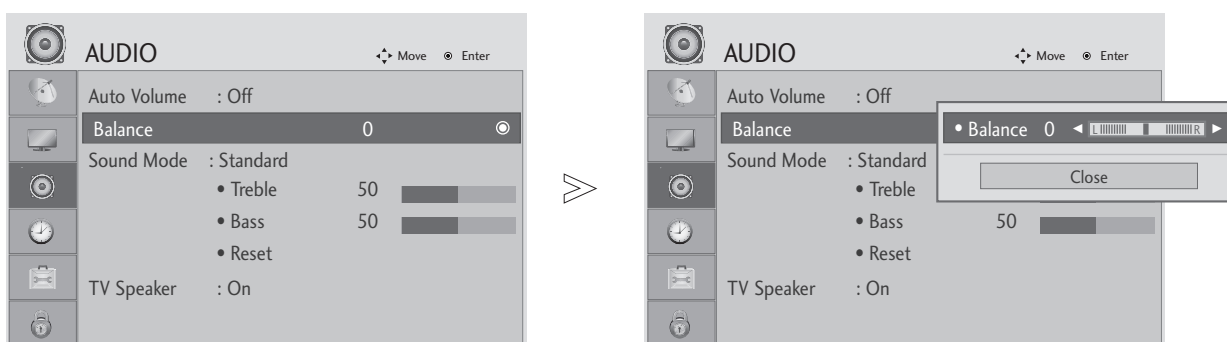 AUDIO
Move Enter
Auto Volume : Off
Balance 0
Sound Mode : Standard
• Treble 50
• Bass 50
• Reset
TV Speaker : On
AUDIO
Move Enter
Auto Volume : Off
Balance
• Balance 0 L R
Sound Mode : Standard
Close
• Treble
• Bass 50
• Reset
TV Speaker : On